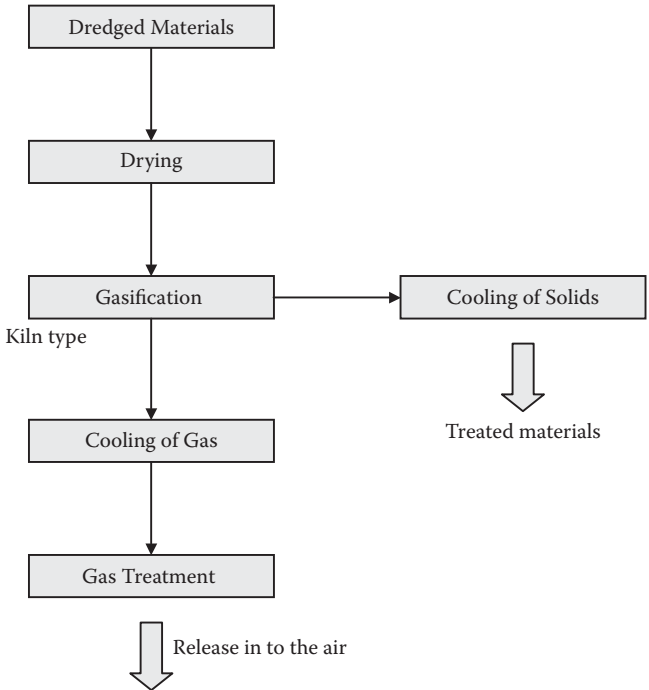 Dredged Materials
Drying
Gasification
Cooling of Solids
Kiln type
Treated materials
Cooling of Gas
Gas Treatment
Release in to the air